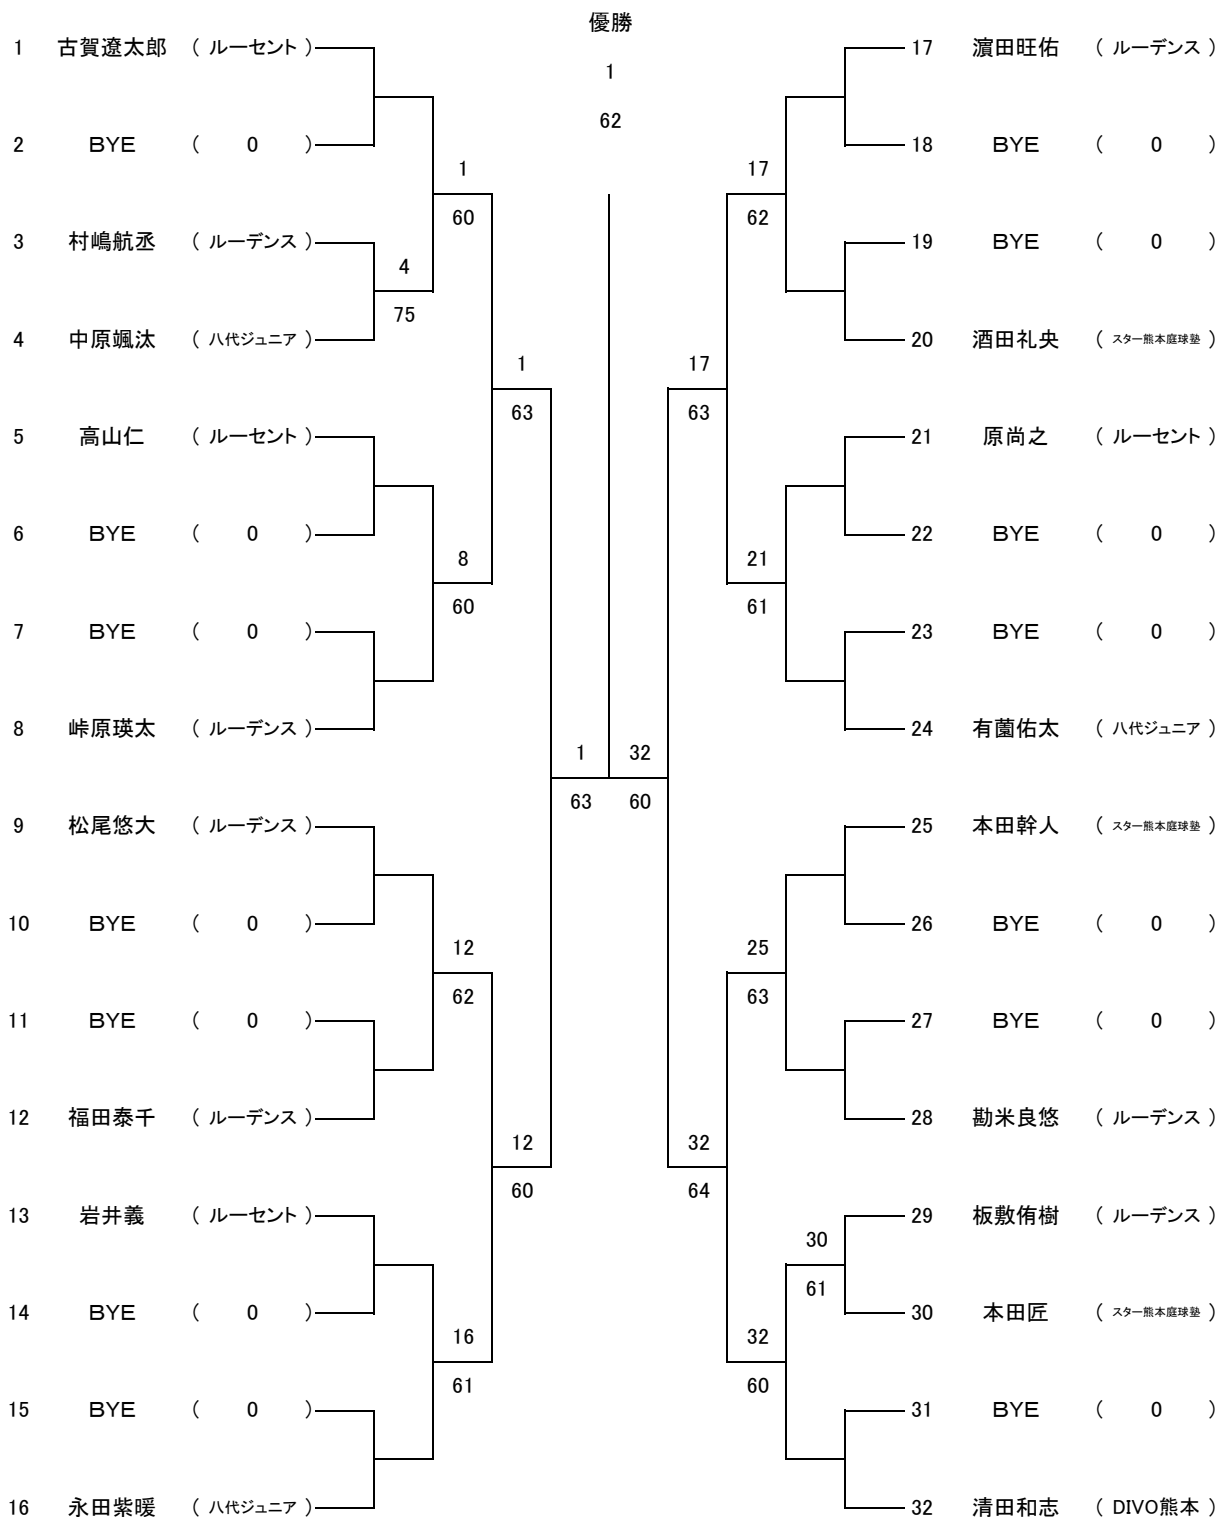 優勝
1
62
1 古賀遼太郎 ( ルーセント )
2 BYE ( 0 )
1
60
3 村嶋航丞 ( ルーデンス )
4
75
4 中原颯汰 ( 八代ジュニア )
1
63
5 高山仁 ( ルーセント )
6 BYE ( 0 )
8
60
7 BYE ( 0 )
8 峠原瑛太 ( ルーデンス )
1
63
9 松尾悠大 ( ルーデンス )
10 BYE ( 0 )
12
62
11 BYE ( 0 )
12 福田泰千 ( ルーデンス )
12
60
13 岩井義 ( ルーセント )
14 BYE ( 0 )
16
61
15 BYE ( 0 )
16 永田紫暖 ( 八代ジュニア )
17 濵田旺佑 ( ルーデンス )
18 BYE ( 0 )
17
62
19 BYE ( 0 )
20 酒田礼央 ( スター熊本庭球塾 )
17
63
21 原尚之 ( ルーセント )
22 BYE ( 0 )
21
61
23 BYE ( 0 )
24 有薗佑太 ( 八代ジュニア )
32
60
25 本田幹人 ( スター熊本庭球塾 )
26 BYE ( 0 )
25
63
27 BYE ( 0 )
28 勘米良悠 ( ルーデンス )
32
64
29 板敷侑樹 ( ルーデンス )
30
61
30 本田匠 ( スター熊本庭球塾 )
32
60
31 BYE ( 0 )
32 清田和志 ( DIVO熊本 )